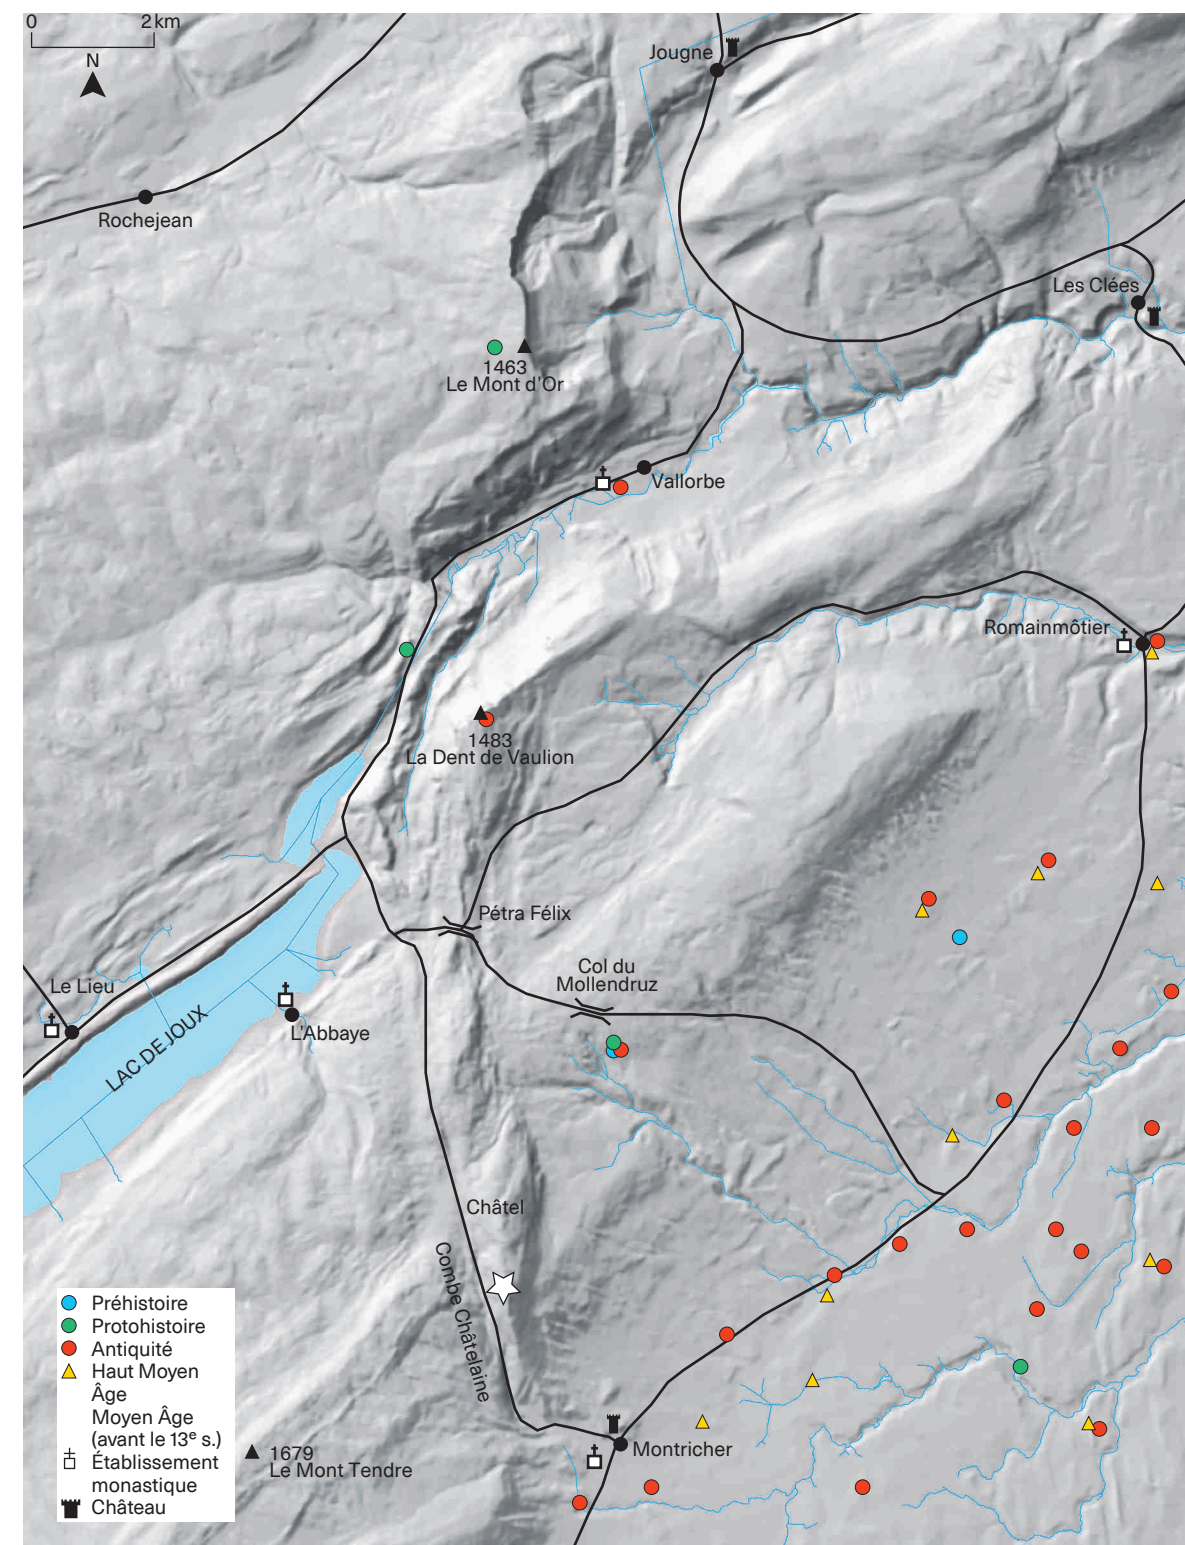 0 2 km
N
Jougne
Rochejean
Les Clées
1463
Le Mont d’Or
Vallorbe
Romainmôtier
1483
La Dent de Vaulion
Pétra Félix
Col du
Mollendruz
Le Lieu
L’Abbaye
LAC DE JOUX
Châtel
Combe Châtelaine
Montricher
1679
Le Mont Tendre
Préhistoire
Protohistoire
Antiquité
Haut Moyen
Âge
Moyen Âge
(avant le 13e s.)
Établissement
monastique
Château